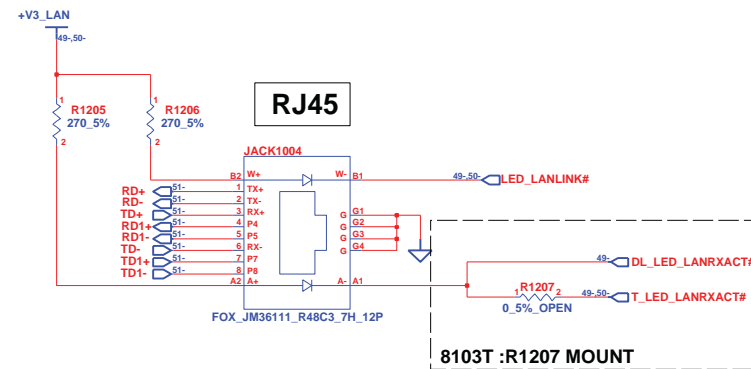 +V3_LAN
49-,50-
1
R1205
270_5%
2
1
R1206
270_5%
2
RJ45
JACK1004
B2 W+ W- B1 49-,50- LED_LANLINK#
RD+ 51- 1 TX+
RD- 51- 2 TX-
TD+ 51- 3 RX+
RD1+ 51- 4 P4
RD1- 51- 5 P5
TD- 51- 6 RX-
TD1+ 51- 7 P7
TD1- 51- 8 P8
G G1
G G2
G G3
G G4
A2 A+ A- A1
FOX_JM36111_R48C3_7H_12P
49- DL_LED_LANRXACT#
R1207
1 2 49-,50- T_LED_LANRXACT#
0_5%_OPEN
8103T :R1207 MOUNT